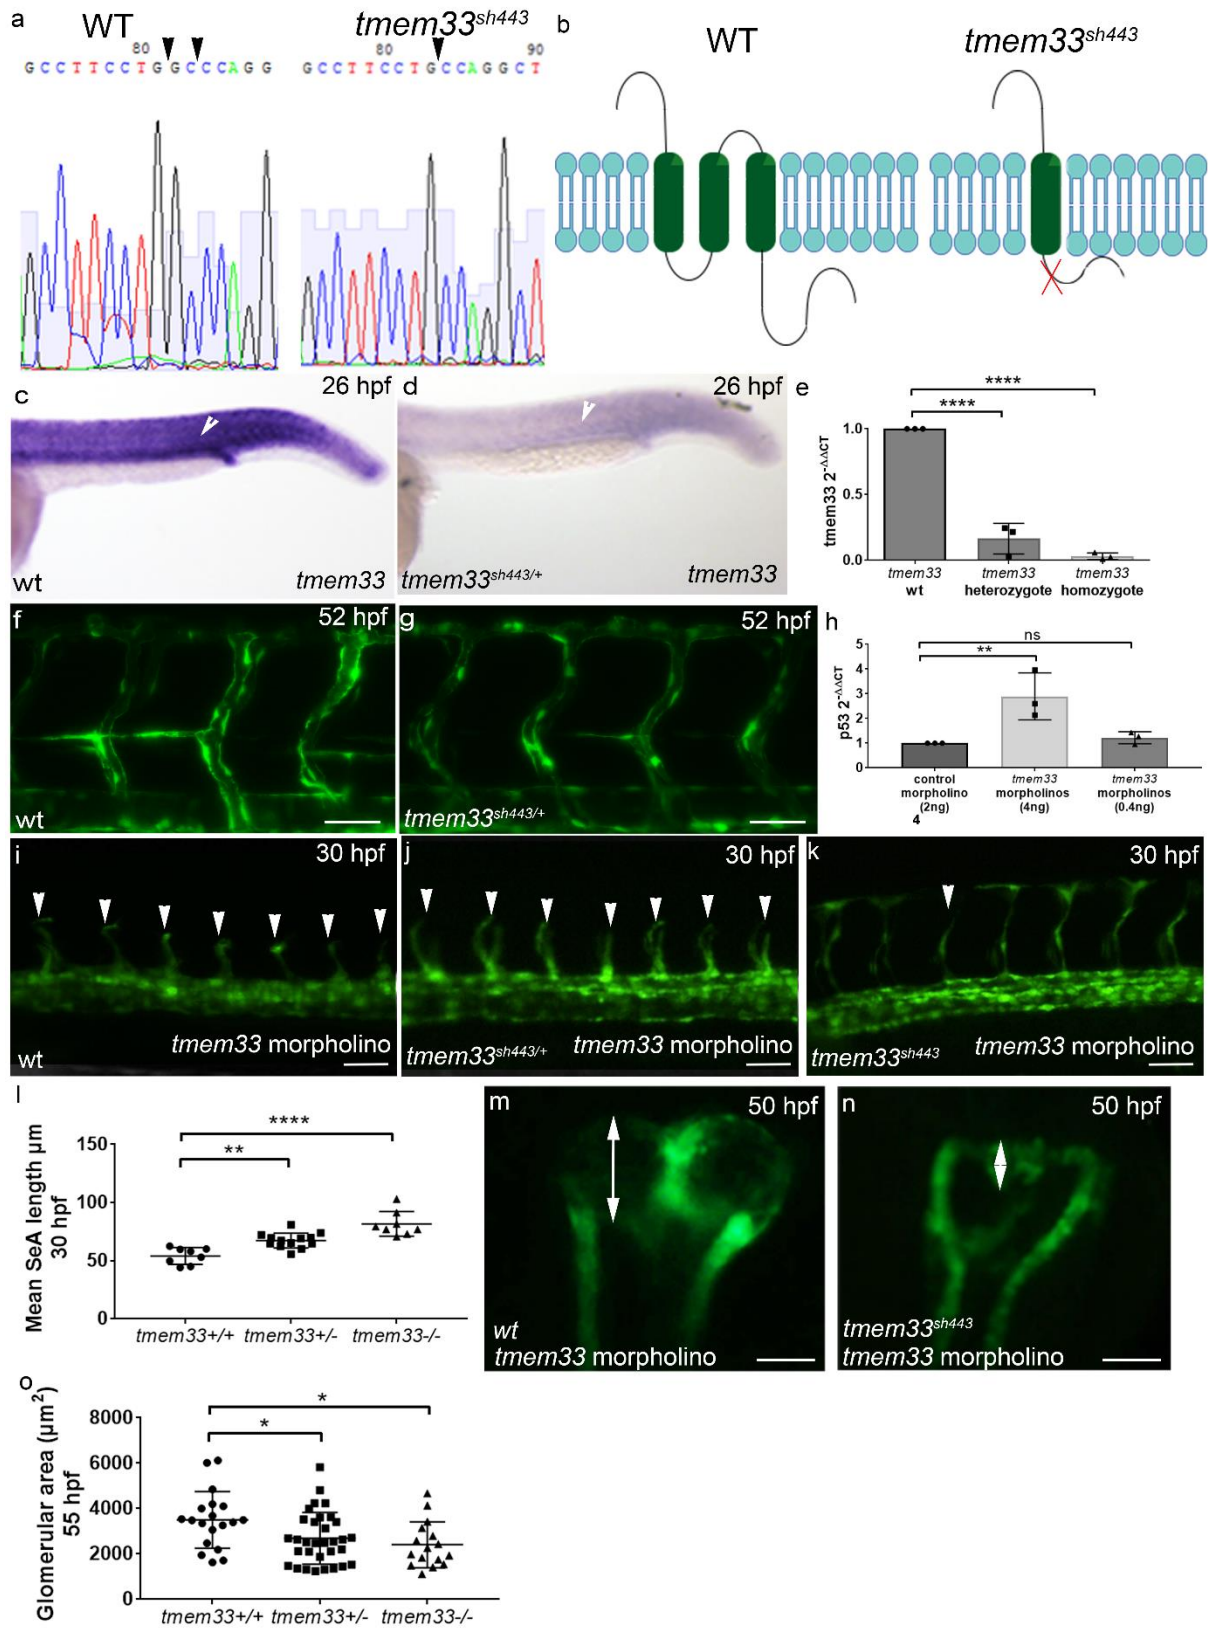 a
WT
tmem33sh443
80
80
90
GCCTTCCTGGCCCAGG
GCCTTCCTGCCAGGCT
b
WT
tmem33sh443
c
26 hpf
wt
tmem33
d
26 hpf
tmem33sh443/+
tmem33
e
****
****
tmem33 2-ΔΔCT
1.0
0.5
0.0
tmem33
wt
tmem33
heterozygote
tmem33
homozygote
f
52 hpf
wt
g
52 hpf
tmem33sh443/+
h
ns
**
p53 2-ΔΔCT
5
4
3
2
1
0
control
morpholino
(2ng)
4
tmem33
morpholinos
(4ng)
tmem33
morpholinos
(0.4ng)
i
30 hpf
wt
tmem33 morpholino
j
30 hpf
tmem33sh443/+
tmem33 morpholino
k
30 hpf
tmem33sh443
tmem33 morpholino
l
****
**
Mean SeA length µm
30 hpf
150
100
50
0
tmem33+/+
tmem33+/-
tmem33-/-
m
50 hpf
wt
tmem33 morpholino
n
50 hpf
tmem33sh443
tmem33 morpholino
o
*
*
Glomerular area (µm2)
55 hpf
8000
6000
4000
2000
0
tmem33+/+
tmem33+/-
tmem33-/-